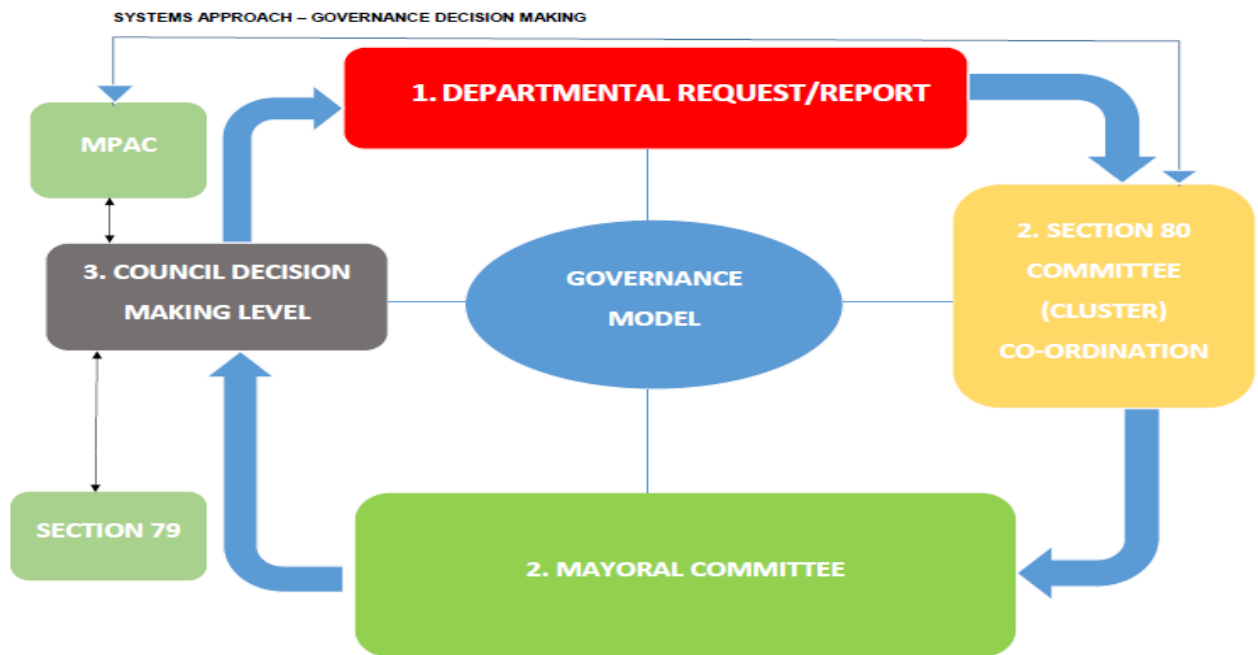 SYSTEMS APPROACH – GOVERNANCE DECISION MAKING
1. DEPARTMENTAL REQUEST/REPORT
MPAC
2. SECTION 80
COMMITTEE
(CLUSTER)
CO-ORDINATION
3. COUNCIL DECISION
MAKING LEVEL
GOVERNANCE
MODEL
SECTION 79
2. MAYORAL COMMITTEE